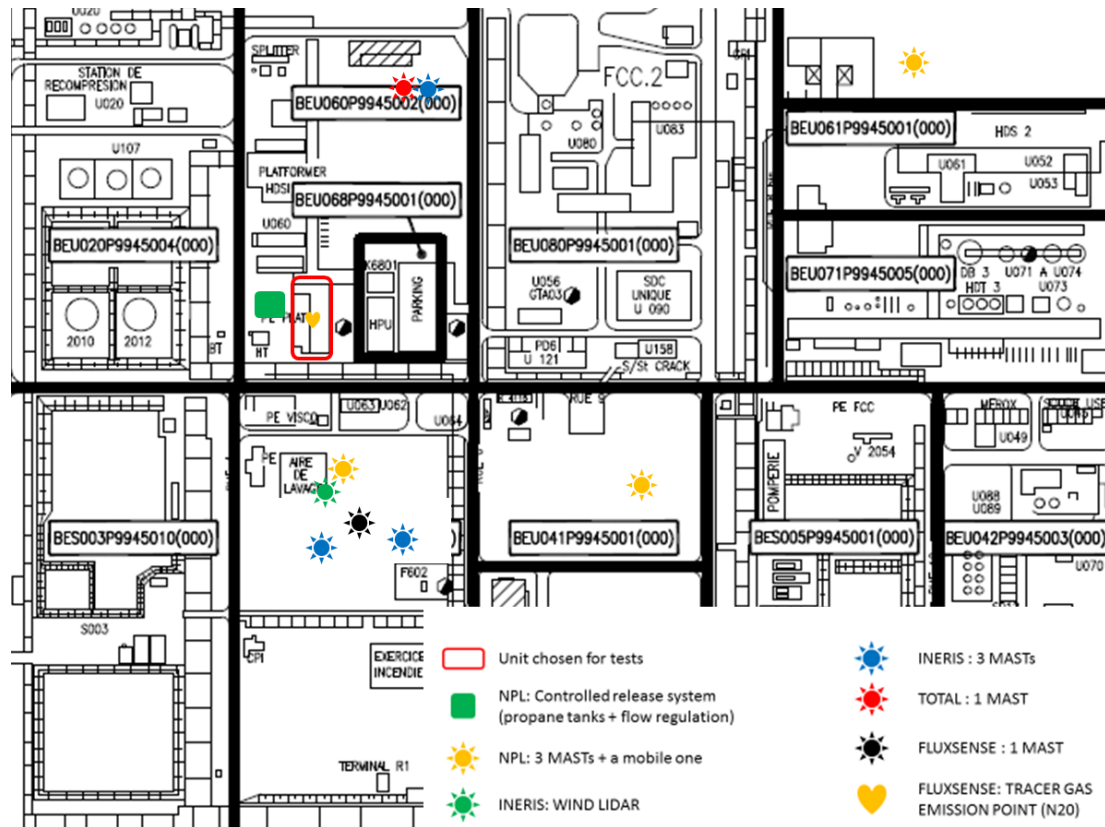 U020
STATION DE
RECOMPRESION
U020
U107
BEU020P9945004(000)
2010
2012
BT
SPLITTER
BEU060P9945002(000)
PLATFORMER
HDSI
BEU068P9945001(000)
U060
K6801
PARKING
HPU
HT
FCC.2
CPI
U083
U080
BEU080P9945001(000)
U056
GTA03
SDC
UNIQUE
U 090
PD6
U 121
U158
S/St CRACK
BEU061P9945001(000)
HDS 2
U061
U052
U053
BEU071P9945005(000)
DB 3
U071 A
U074
HDT 3
U073
PE VISCO
U063
U062
U064
RUE 9
PE FCC
V 2054
POMPERIE
MEROX
U049
PE
AIRE
DE
LAVAGE
BES003P9945010(000)
BEU041P9945001(000)
BES005P9945001(000)
U088
U089
BEU042P9945003(000)
U070
F602
S003
CPI
EXERCICE
INCENDIE
TERMINAL R1
Unit chosen for tests
NPL: Controlled release system
(propane tanks + flow regulation)
NPL: 3 MASTs + a mobile one
INERIS: WIND LIDAR
INERIS : 3 MASTs
TOTAL : 1 MAST
FLUXSENSE : 1 MAST
FLUXSENSE: TRACER GAS
EMISSION POINT (N20)